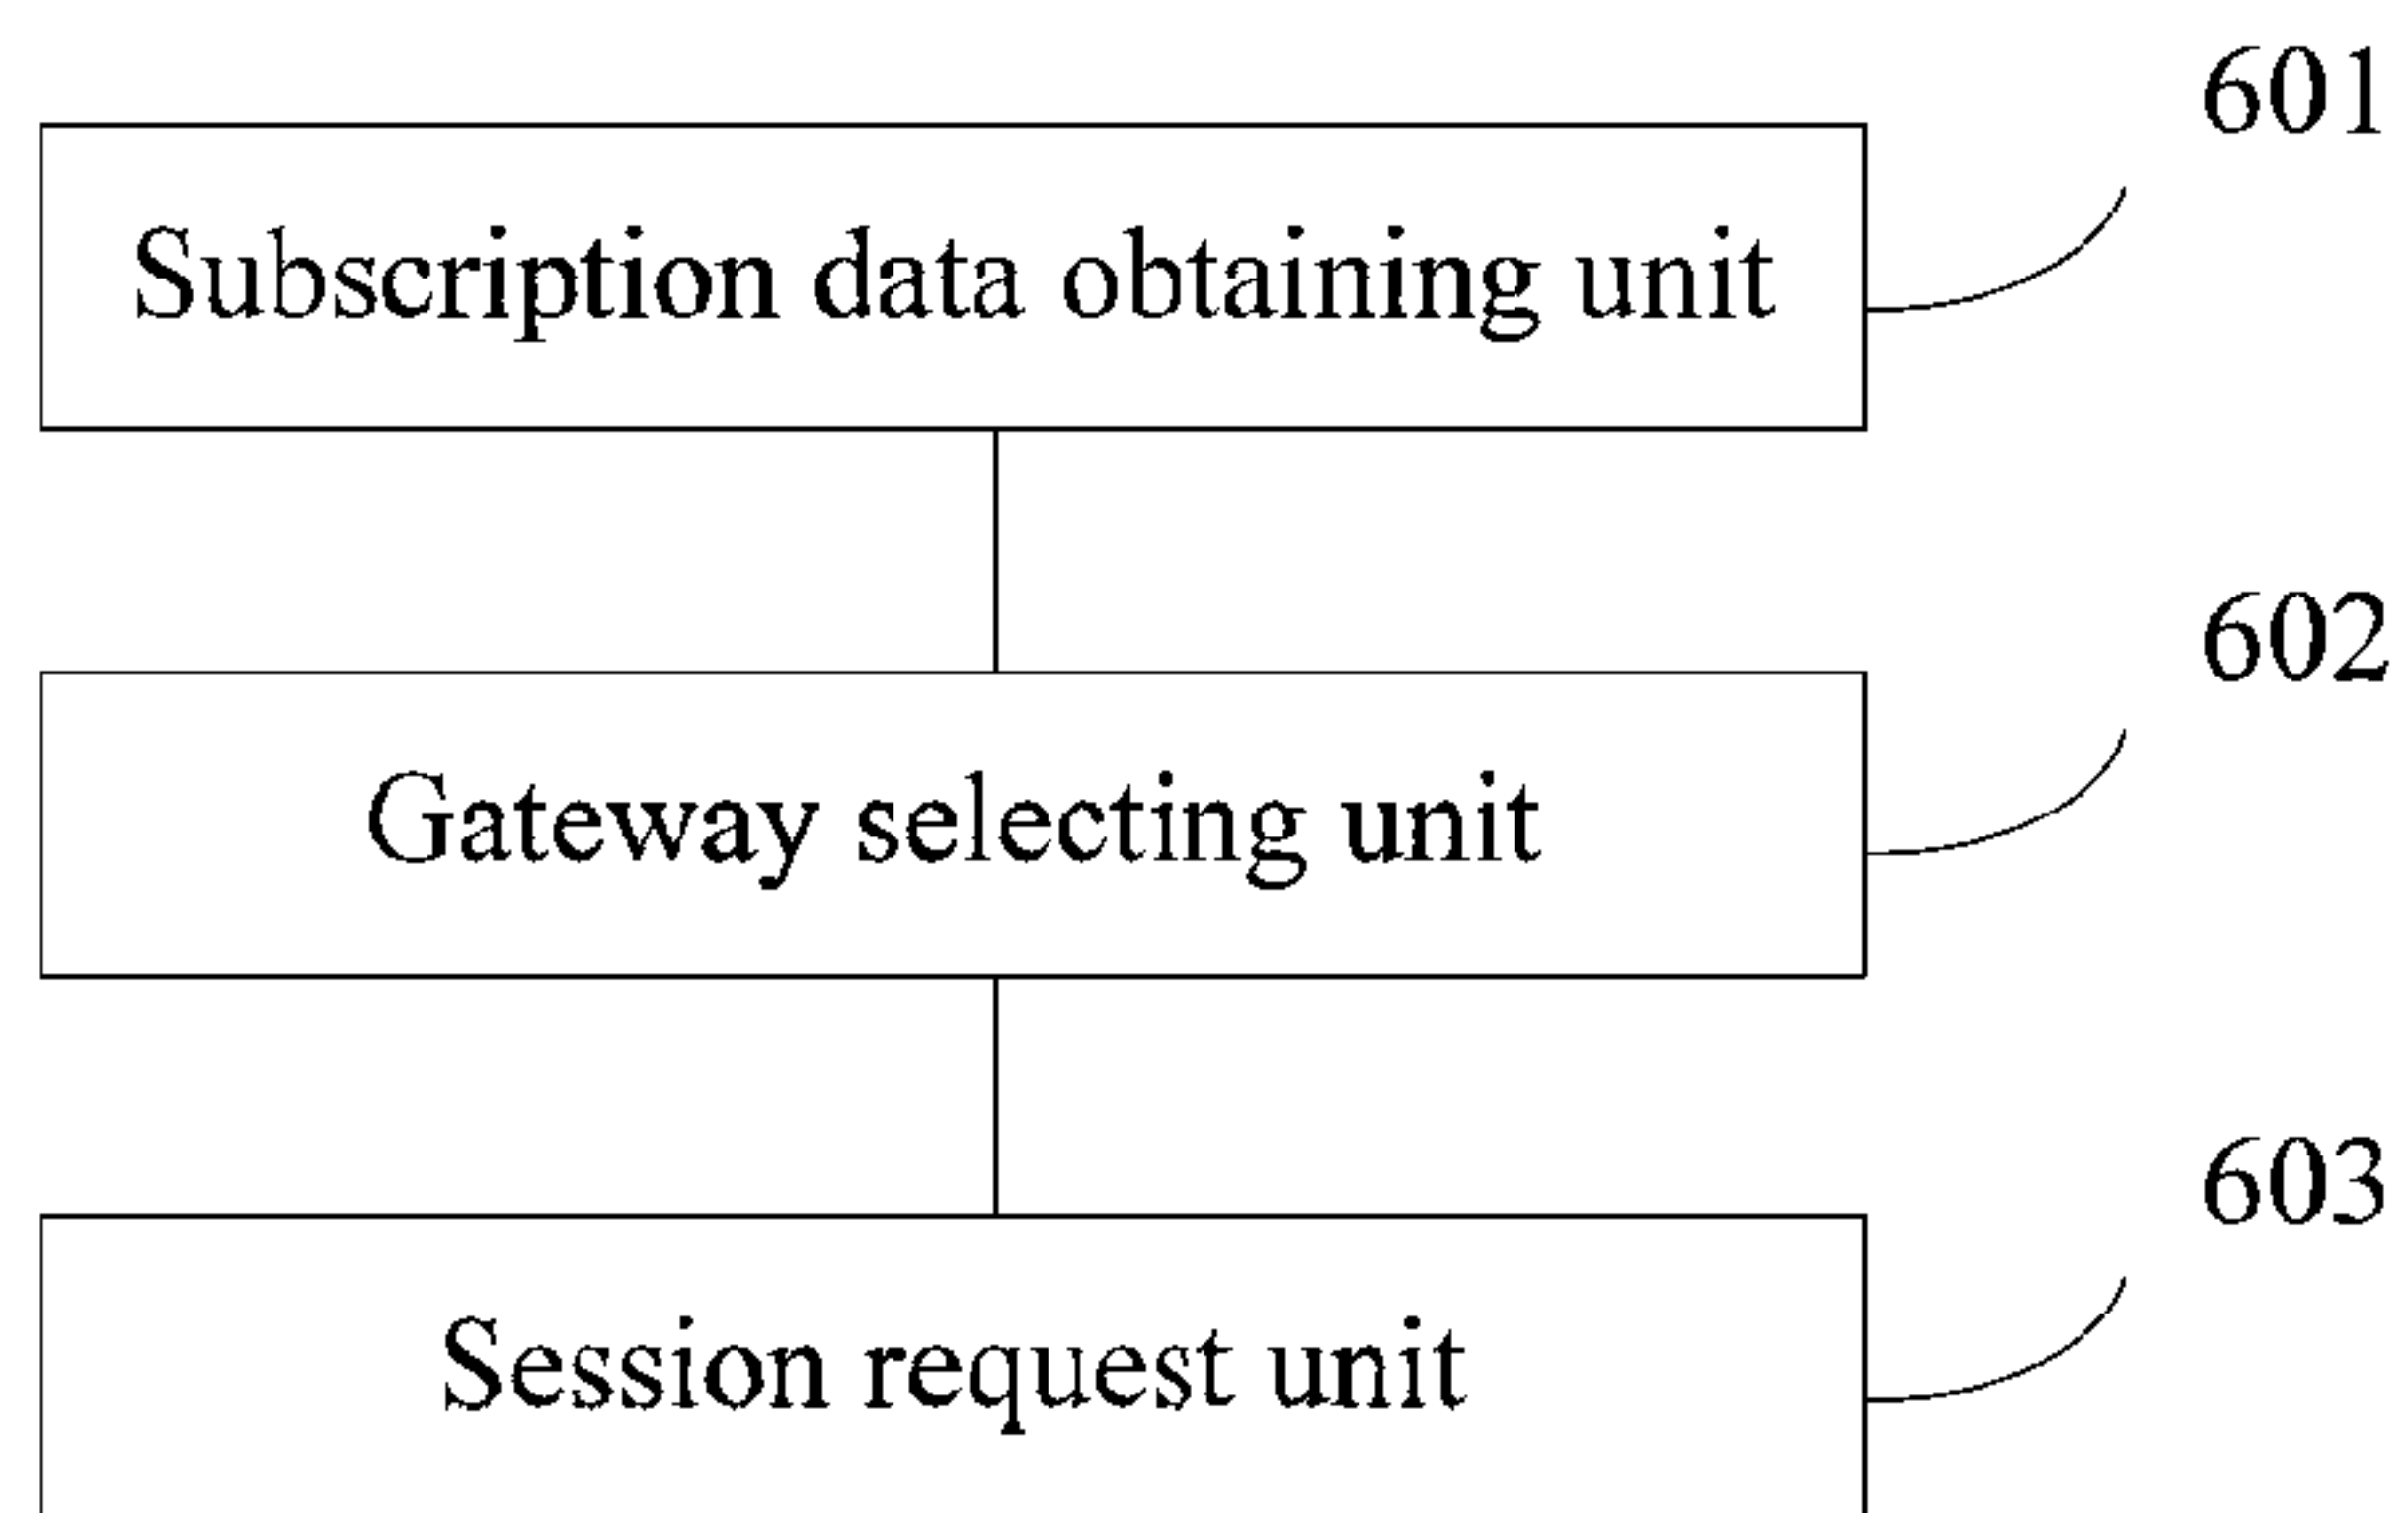 601
Subscription data obtaining unit
602
Gateway selecting unit
603
Session request unit